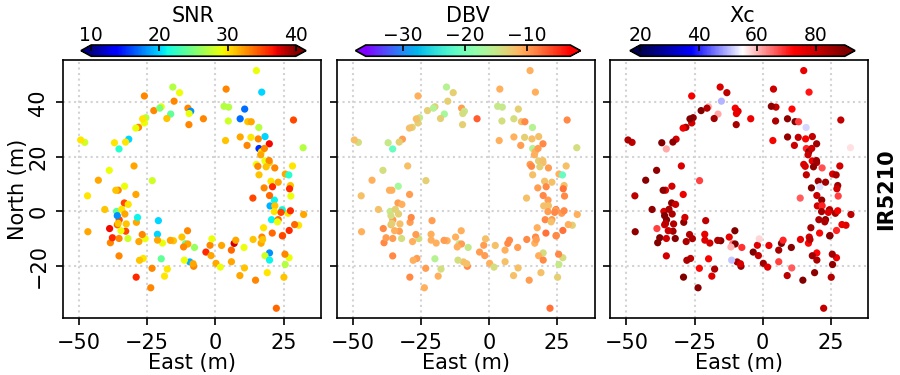 SNR DBV Xc
10 20 30 40 −30 −20 −10 20 40 60 80
40
20
0
−20
North (m)
IR5210
−50 −25 0 25 −50 −25 0 25 −50 −25 0 25
East (m) East (m) East (m)